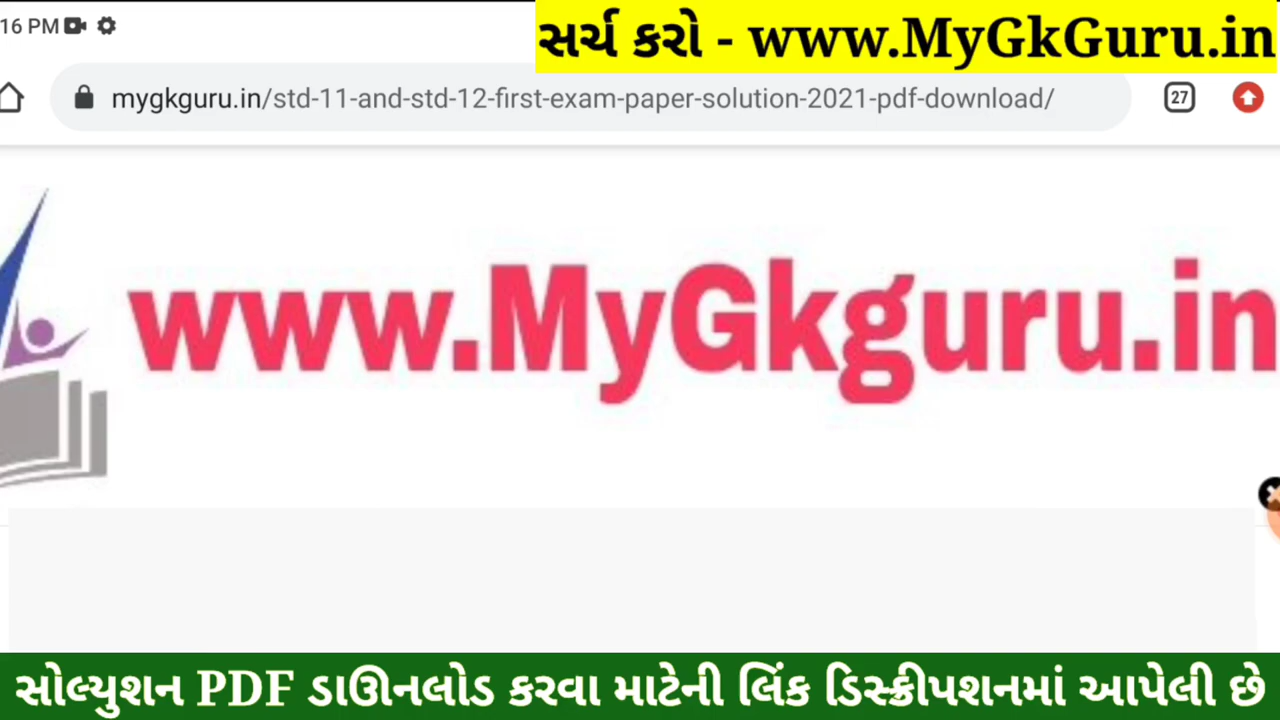 16 PM
સર્ચ કરો - www.MyGkGuru.in
mygkguru.in/std-11-and-std-12-first-exam-paper-solution-2021-pdf-download/
27
www.MyGkguru.in
સોલ્યુશન PDF ડાઊનલોડ કરવા માટેની લિંક ડિસ્ક્રીપશનમાં આપેલી છે